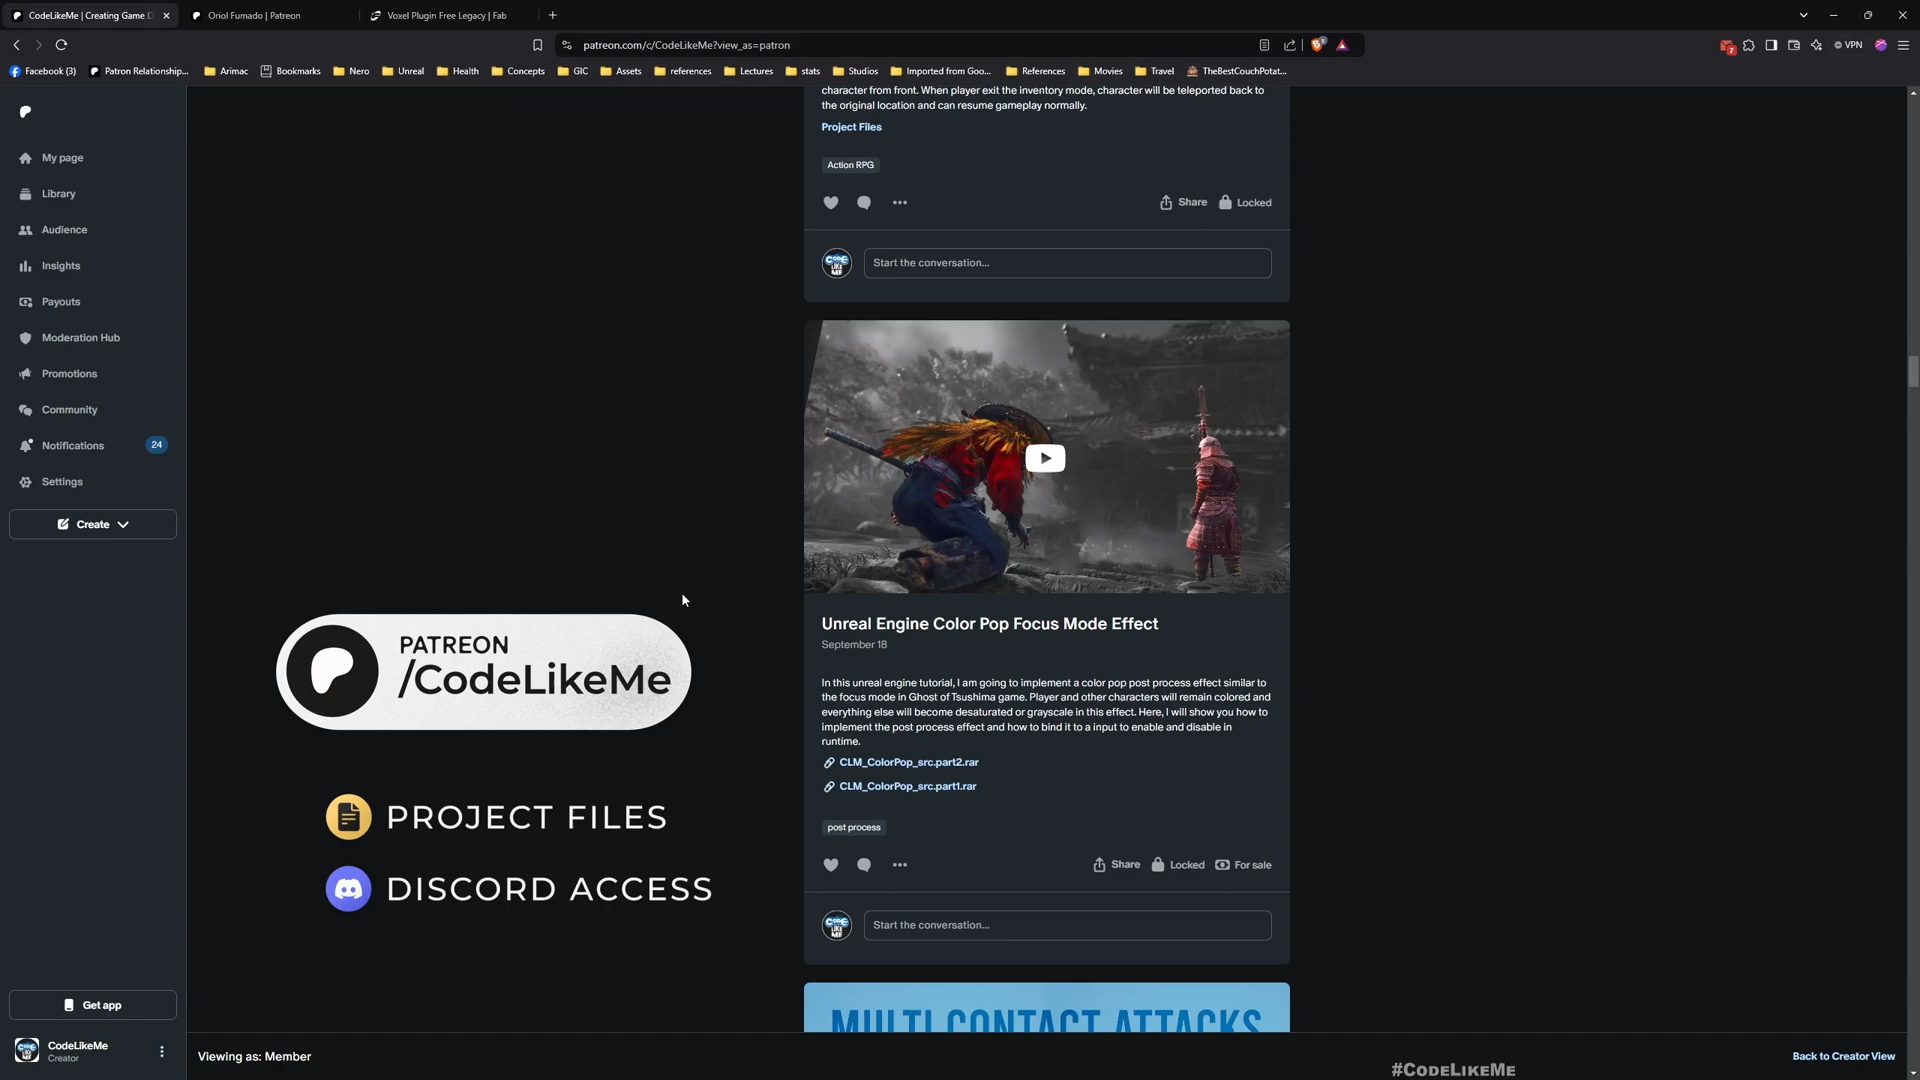 CodeLikeMe | Creating Game D
Oriol Fumado | Patreon
Voxel Plugin Free Legacy | Fab
patreon.com/c/CodeLikeMe?view_as=patron
7
VPN
Facebook (3)
Patron Relationship...
Arimac
Bookmarks
Nero
Unreal
Health
Concepts
GIC
Assets
references
Lectures
stats
Studios
Imported from Goo...
References
Movies
Travel
TheBestCouchPotat...
My page
Library
Audience
Insights
Payouts
Moderation Hub
Promotions
Community
Notifications 24
Settings
Create
Get app
CodeLikeMe
Creator
character from front. When player exit the inventory mode, character will be teleported back to
the original location and can resume gameplay normally.
Project Files
Action RPG
Share Locked
CODE LIKE ME
Start the conversation...
Unreal Engine Color Pop Focus Mode Effect
September 18
In this unreal engine tutorial, I am going to implement a color pop post process effect similar to
the focus mode in Ghost of Tsushima game. Player and other characters will remain colored and
everything else will become desaturated or grayscale in this effect. Here, I will show you how to
implement the post process effect and how to bind it to a input to enable and disable in
runtime.
CLM_ColorPop_src.part2.rar
CLM_ColorPop_src.part1.rar
post process
Share Locked For sale
CODE LIKE ME
Start the conversation...
MULTI CONTACT ATTACKS
PATREON
/CodeLikeMe
PROJECT FILES
DISCORD ACCESS
Viewing as: Member
Back to Creator View
#CodeLikeMe